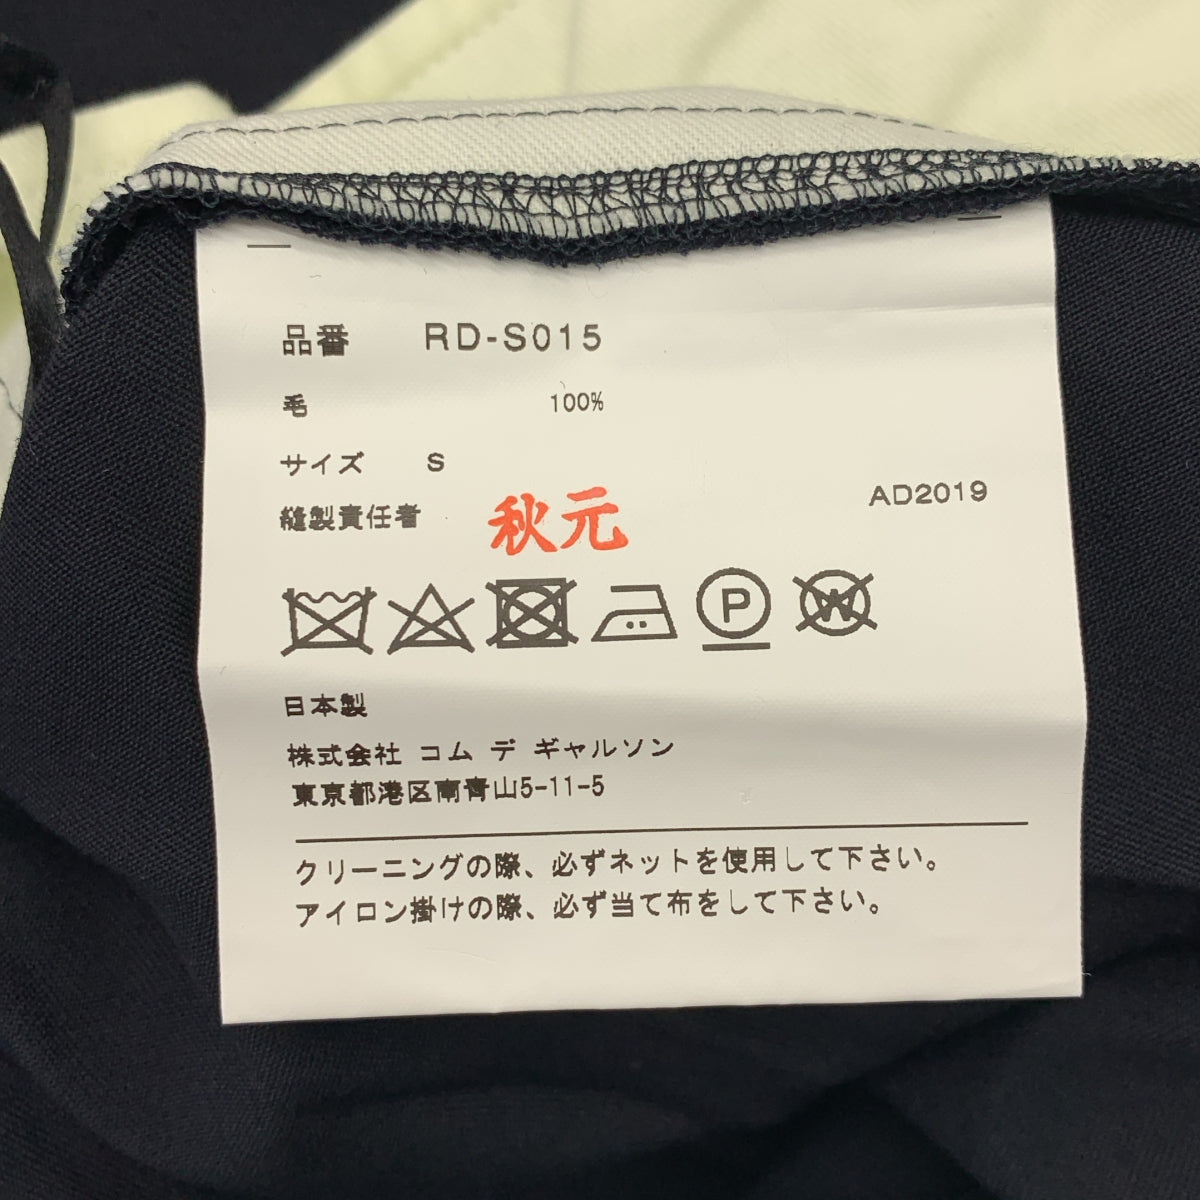 品番 RD-S015
毛 100%
サイズ S
縫製責任者 秋元 AD2019
P W
日本製
株式会社 コム デ ギャルソン
東京都港区南青山5-11-5
クリーニングの際、必ずネットを使用して下さい。
アイロン掛けの際、必ず当て布をして下さい。